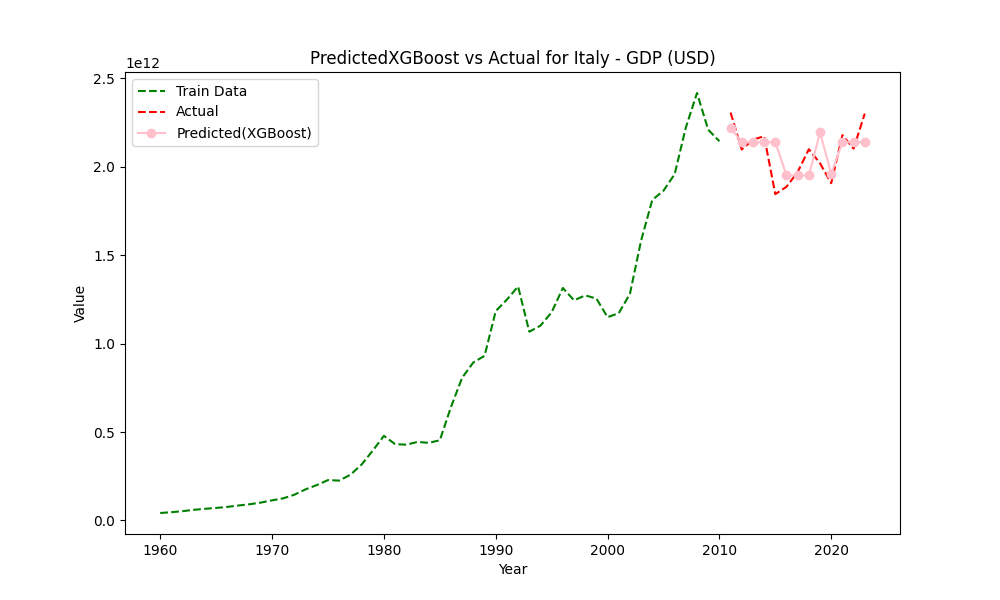 PredictedXGBoost vs Actual for Italy - GDP (USD)
1e12
2.5
2.0
1.5
1.0
0.5
0.0
Value
Train Data
Actual
Predicted(XGBoost)
1960 1970 1980 1990 2000 2010 2020
Year